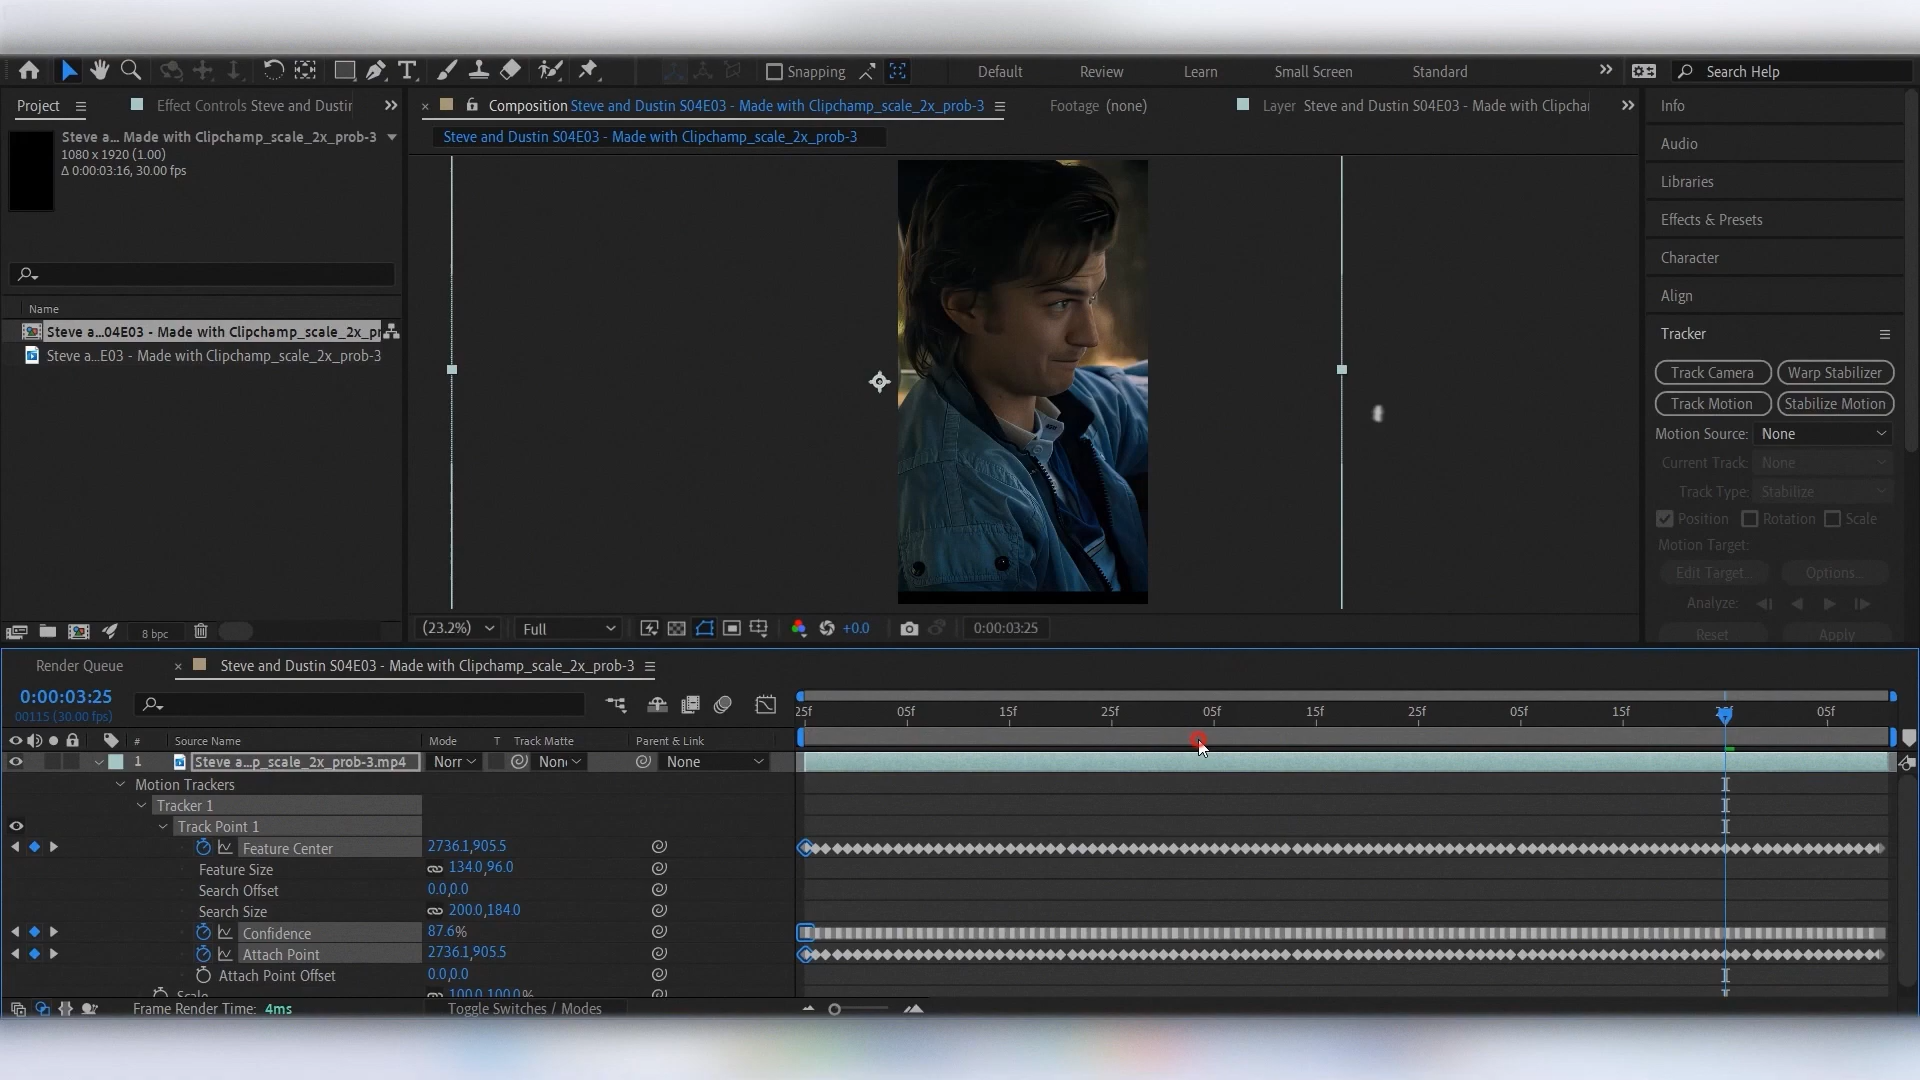 Snapping
Default
Review
Learn
Small Screen
Standard
Search Help
Project
Effect Controls Steve and Dustin
Composition Steve and Dustin S04E03 - Made with Clipchamp_scale_2x_prob-3
Footage (none)
Layer Steve and Dustin S04E03 - Made with Clipcha
Info
Steve a... Made with Clipchamp_scale_2x_prob-3
1080 x 1920 (1.00)
Δ 0:00:03:16, 30.00 fps
Steve and Dustin S04E03 - Made with Clipchamp_scale_2x_prob-3
Audio
Libraries
Effects & Presets
Character
Align
Tracker
Name
Steve a...04E03 - Made with Clipchamp_scale_2x_pr
Steve a...E03 - Made with Clipchamp_scale_2x_prob-3
Track Camera
Warp Stabilizer
Track Motion
Stabilize Motion
Motion Source: None
Current Track: None
Track Type: Stabilize
Position
Rotation
Scale
Motion Target:
Edit Target...
Options...
Analyze:
Reset
Apply
8 bpc
(23.2%)
Full
+0.0
0:00:03:25
Render Queue
Steve and Dustin S04E03 - Made with Clipchamp_scale_2x_prob-3
0:00:03:25
00115 (30.00 fps)
25f
05f
15f
25f
05f
15f
25f
05f
15f
25f
05f
#
Source Name
Mode
T
Track Matte
Parent & Link
1
Steve a...p_scale_2x_prob-3.mp4
Norr
Non
None
Motion Trackers
Tracker 1
Track Point 1
Feature Center
2736.1,905.5
Feature Size
134.0,96.0
Search Offset
0.0,0.0
Search Size
200.0,184.0
Confidence
87.6%
Attach Point
2736.1,905.5
Attach Point Offset
0.0,0.0
Scale
100.0,100.0%
Frame Render Time: 4ms
Toggle Switches / Modes